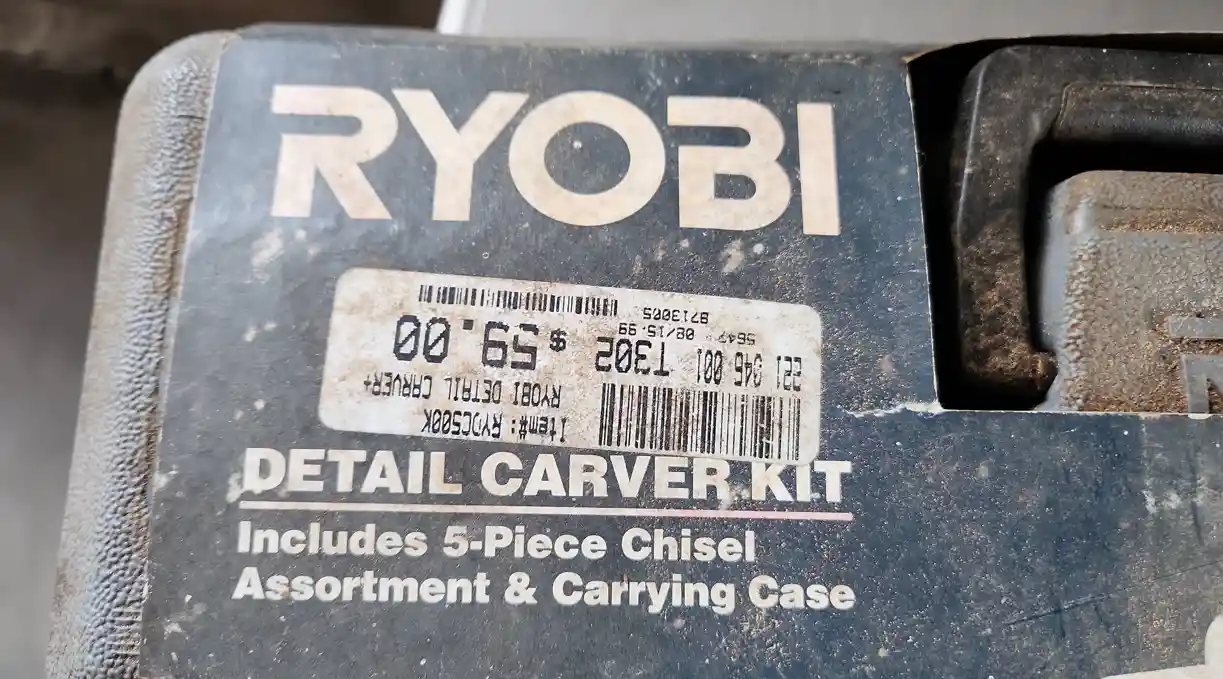 RYOBI
Item#: RYDC500K
RYOBI DETAIL CARVER+
$ 59.00
221 946 001 T302
5647 08/15.99
8713005
DETAIL CARVER KIT
Includes 5-Piece Chisel
Assortment & Carrying Case